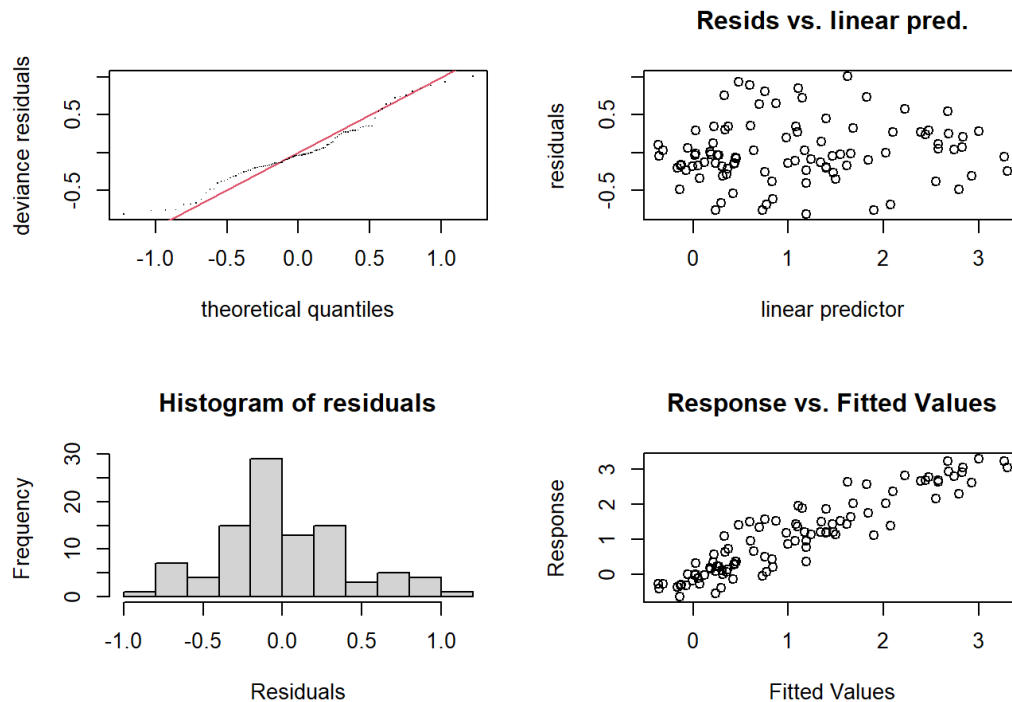 deviance residuals
-0.5
0.5
-1.0
-0.5
0.0
0.5
1.0
theoretical quantiles
Resids vs. linear pred.
residuals
-0.5
0.5
0
1
2
3
linear predictor
Histogram of residuals
Frequency
0
10
20
30
-1.0
-0.5
0.0
0.5
1.0
Residuals
Response vs. Fitted Values
Response
0
1
2
3
0
1
2
3
Fitted Values